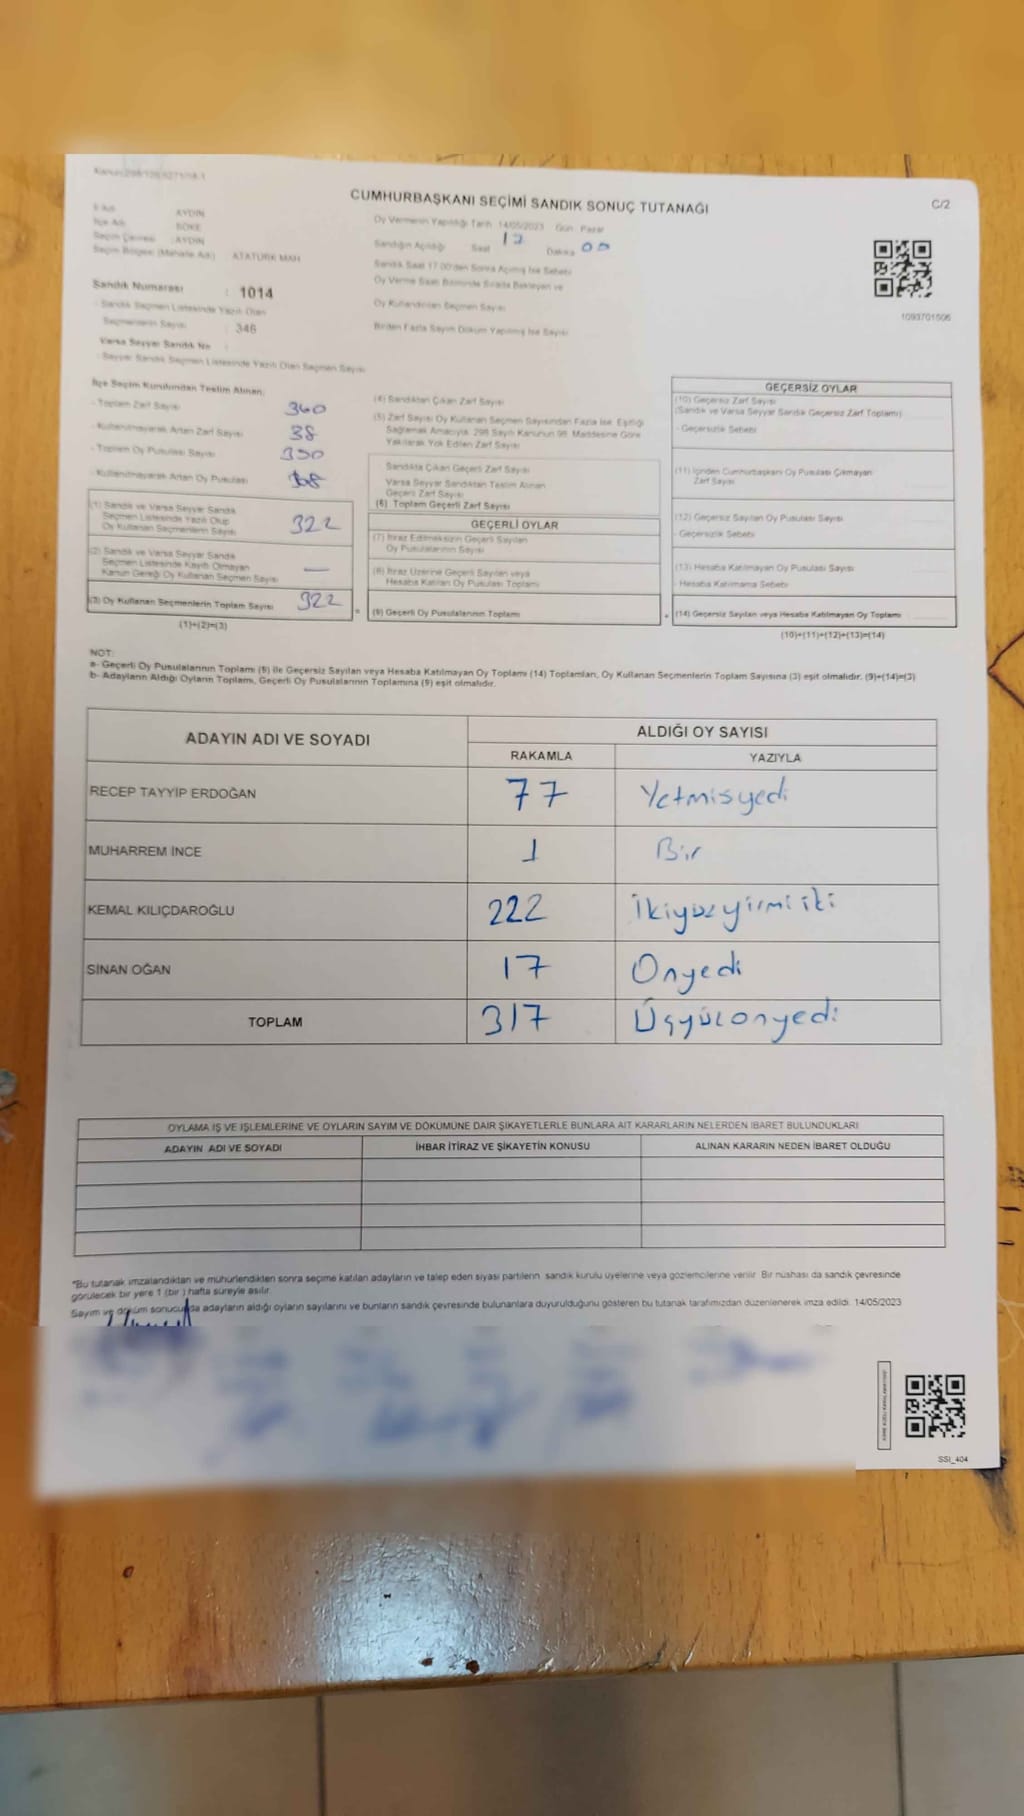 CUMHURBAŞKANI SEÇİMİ SANDIK SONUÇ TUTANAĞI
C/2
İl Adı AYDIN
İlçe Adı SÖKE
Seçim Çevresi : AYDIN
Seçim Bölgesi (Mahalle Adı) : ATATÜRK MAH
Sandık Numarası : 1014
- Sandık Seçmen Listesinde Yazılı Olan
Seçmenlerin Sayısı : 346
Varsa Seyyar Sandık No :
- Seyyar Sandık Seçmen Listesinde Yazılı Olan Seçmen Sayısı
Oy Vermenin Yapıldığı Tarih 14/05/2023 Gün Pazar
Sandığın Açıldığı Saat 17 Dakika 00
Sandık Saat 17.00'den Sonra Açılmış İse Sebebi
Oy Verme Saati Bitiminde Sırada Bekleyen ve
Oy Kullandırılan Seçmen Sayısı
Birden Fazla Sayım Döküm Yapılmış İse Sayısı
1093701506
İlçe Seçim Kurulundan Teslim Alınan;
- Toplam Zarf Sayısı 360
- Kullanılmayarak Artan Zarf Sayısı 38
- Toplam Oy Pusulası Sayısı
- Kullanılmayarak Artan Oy Pusulası
(1) Sandık ve Varsa Seyyar Sandık
Seçmen Listesinde Yazılı Olup
Oy Kullanan Seçmenlerin Sayısı 322
(2) Sandık ve Varsa Seyyar Sandık
Seçmen Listesinde Kayıtlı Olmayan
Kanun Gereği Oy Kullanan Seçmen Sayısı —
(3) Oy Kullanan Seçmenlerin Toplam Sayısı 322
(1)+(2)=(3)
(4) Sandıktan Çıkan Zarf Sayısı
(5) Zarf Sayısı Oy Kullanan Seçmen Sayısından Fazla İse, Eşitliği
Sağlamak Amacıyla, 298 Sayılı Kanunun 98. Maddesine Göre
Yakılarak Yok Edilen Zarf Sayısı
Sandıkta Çıkan Geçerli Zarf Sayısı
Varsa Seyyar Sandıktan Teslim Alınan
Geçerli Zarf Sayısı
(6) Toplam Geçerli Zarf Sayısı
GEÇERLİ OYLAR
(7) İtiraz Edilmeksizin Geçerli Sayılan
Oy Pusulalarının Sayısı
(8) İtiraz Üzerine Geçerli Sayılan veya
Hesaba Katılan Oy Pusulası Toplamı
= (9) Geçerli Oy Pusulalarının Toplamı
GEÇERSİZ OYLAR
(10) Geçersiz Zarf Sayısı
(Sandık ve Varsa Seyyar Sandık Geçersiz Zarf Toplamı)
- Geçersizlik Sebebi
(11) İçinden Cumhurbaşkanı Oy Pusulası Çıkmayan
Zarf Sayısı
(12) Geçersiz Sayılan Oy Pusulası Sayısı
- Geçersizlik Sebebi
(13) Hesaba Katılmayan Oy Pusulası Sayısı
- Hesaba Katılmama Sebebi
+ (14) Geçersiz Sayılan veya Hesaba Katılmayan Oy Toplamı
(10)+(11)+(12)+(13)=(14)
NOT:
a- Geçerli Oy Pusulalarının Toplamı (9) ile Geçersiz Sayılan veya Hesaba Katılmayan Oy Toplamı (14) Toplamları, Oy Kullanan Seçmenlerin Toplam Sayısına (3) eşit olmalıdır. (9)+(14)=(3)
b- Adayların Aldığı Oyların Toplamı, Geçerli Oy Pusulalarının Toplamına (9) eşit olmalıdır.
ADAYIN ADI VE SOYADI ALDIĞI OY SAYISI
RAKAMLA YAZIYLA
RECEP TAYYİP ERDOĞAN 77 Yetmisyedi
MUHARREM İNCE 1 Bir
KEMAL KILIÇDAROĞLU 222 İkiyüzyirmi iki
SİNAN OĞAN 17 Onyedi
TOPLAM 317 Üçyüzonyedi
OYLAMA İŞ VE İŞLEMLERİNE VE OYLARIN SAYIM VE DÖKÜMÜNE DAİR ŞİKAYETLERLE BUNLARA AİT KARARLARIN NELERDEN İBARET BULUNDUKLARI
ADAYIN ADI VE SOYADI İHBAR İTİRAZ VE ŞİKAYETİN KONUSU ALINAN KARARIN NEDEN İBARET OLDUĞU
*Bu tutanak imzalandıktan ve mühürlendikten sonra seçime katılan adayların ve talep eden siyasi partilerin sandık kurulu üyelerine veya gözlemcilerine verilir. Bir nüshası da sandık çevresinde
görülecek bir yere 1 (bir) hafta süreyle asılır.
Sayım ve döküm sonucunda adayların aldığı oyların sayılarını ve bunların sandık çevresinde bulunanlara duyurulduğunu gösteren bu tutanak tarafımızdan düzenlenerek imza edildi. 14/05/2023
SSI_404